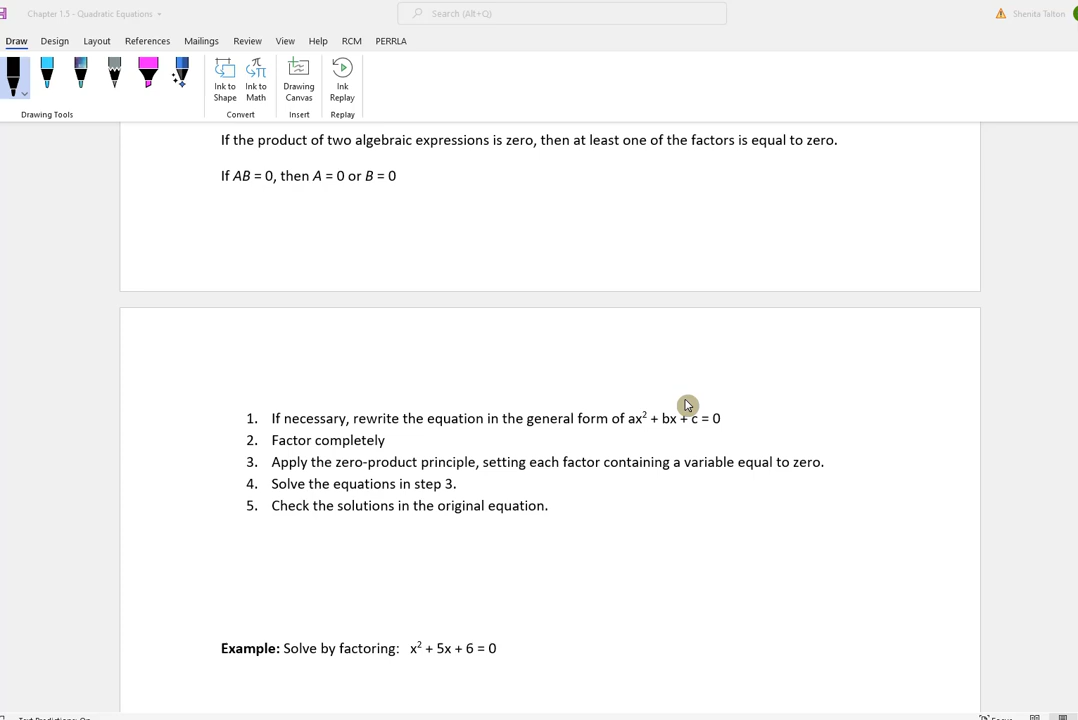 Chapter 1.5 - Quadratic Equations
Search (Alt+Q)
Shenita Talton
Draw Design Layout References Mailings Review View Help RCM PERRLA
Ink to Shape
Ink to Math
Drawing Canvas
Ink Replay
Drawing Tools Convert Insert Replay
If the product of two algebraic expressions is zero, then at least one of the factors is equal to zero.
If AB = 0, then A = 0 or B = 0
1. If necessary, rewrite the equation in the general form of ax² + bx + c = 0
2. Factor completely
3. Apply the zero-product principle, setting each factor containing a variable equal to zero.
4. Solve the equations in step 3.
5. Check the solutions in the original equation.
Example: Solve by factoring: x² + 5x + 6 = 0
Text Predictions: On
Focus